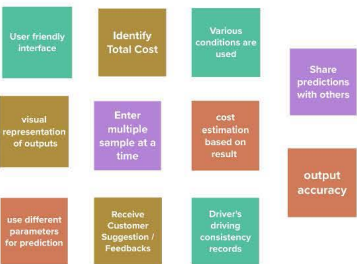 User friendly
interface
Identify
Total Cost
Various
conditions are
used
Share
predictions
with others
visual
representation
of outputs
Enter
multiple
sample at a
time
cost
estimation
based on
result
output
accuracy
use different
parameters
for prediction
Receive
Customer
Suggestion /
Feedbacks
Driver's
driving
consistency
records